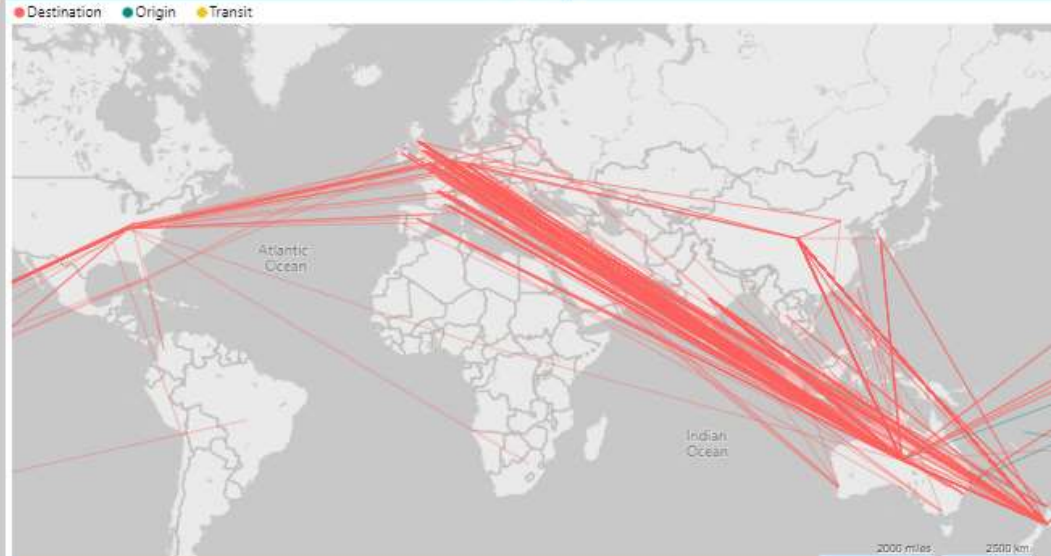 Destination Origin Transit
Atlantic
Ocean
Indian
Ocean
2000 miles 2500 km